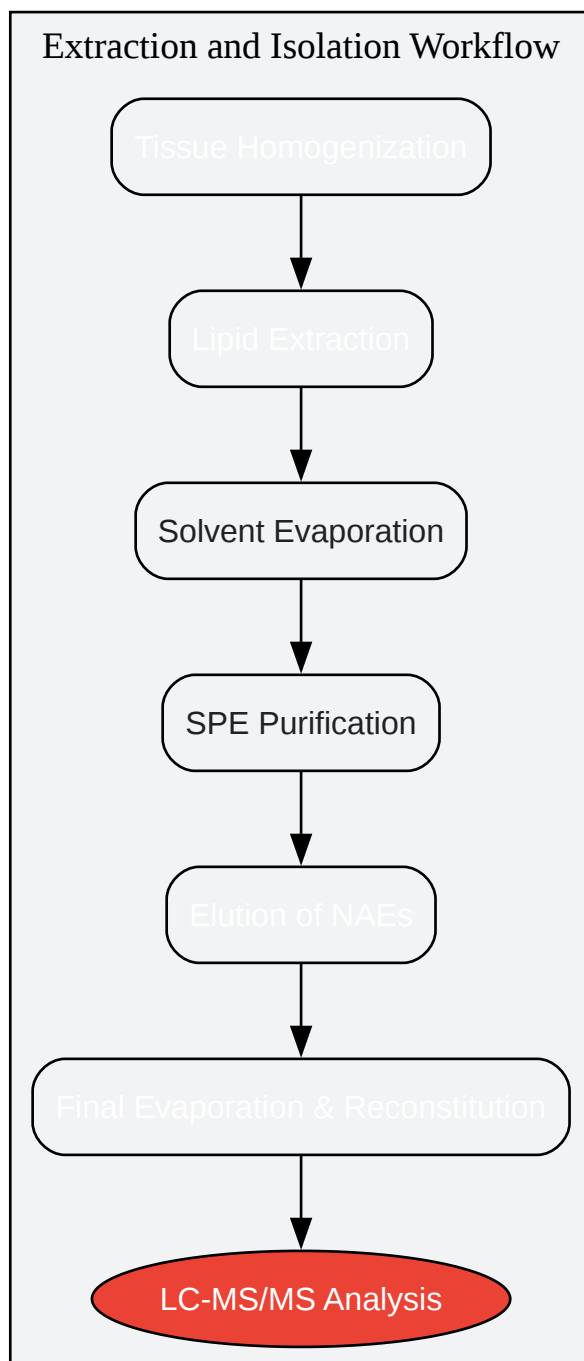 Extraction and Isolation Workflow
Tissue Homogenization
Lipid Extraction
Solvent Evaporation
SPE Purification
Elution of NAEs
Final Evaporation & Reconstitution
LC-MS/MS Analysis